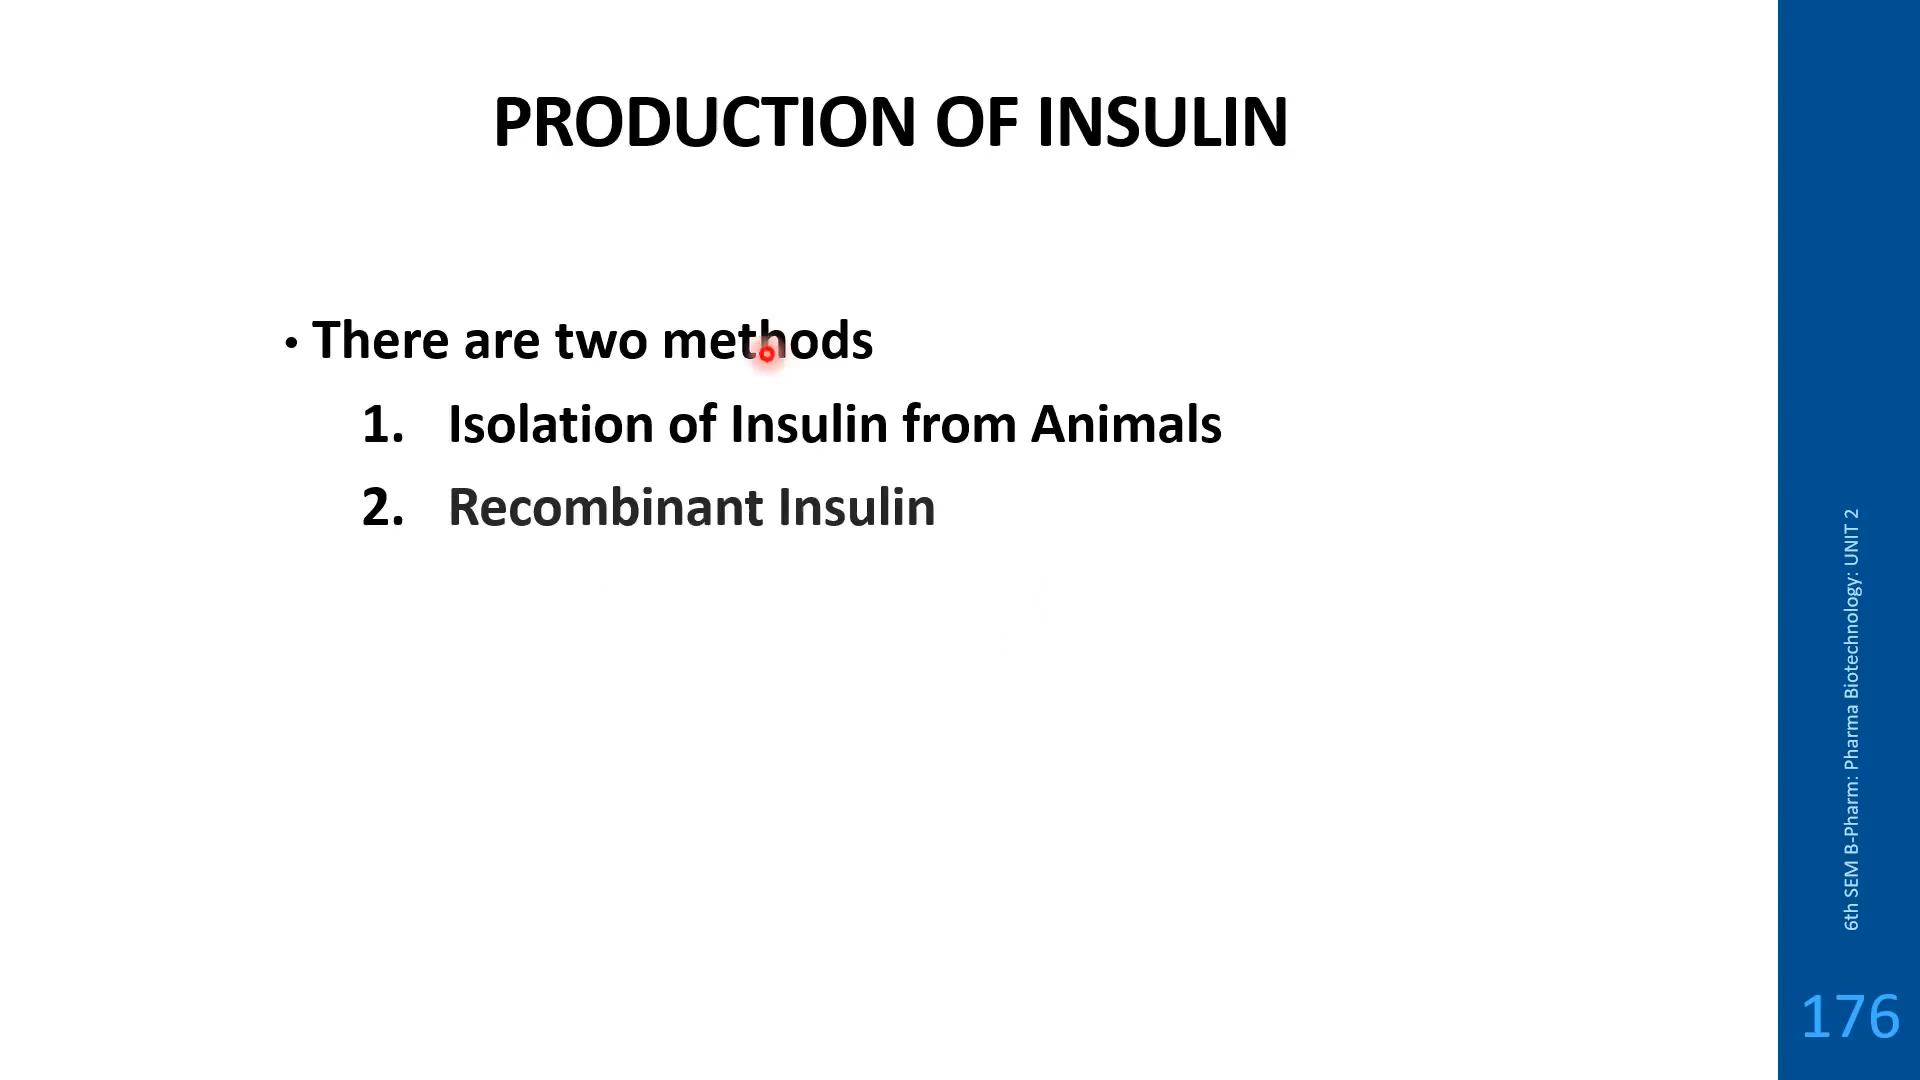 PRODUCTION OF INSULIN
• There are two methods
1. Isolation of Insulin from Animals
2. Recombinant Insulin
6th SEM B-Pharm: Pharma Biotechnology: UNIT 2
176